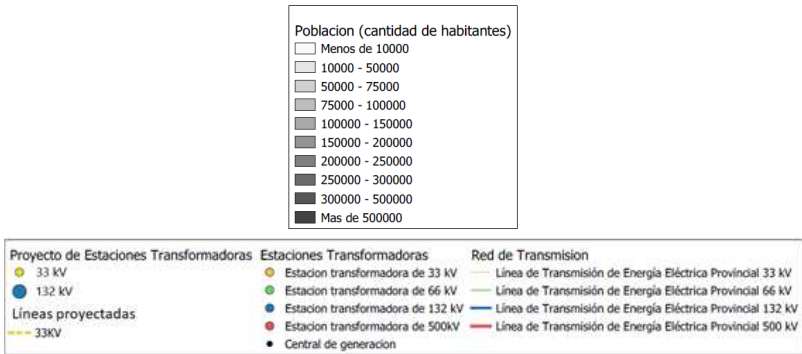 Poblacion (cantidad de habitantes)
Menos de 10000
10000 - 50000
50000 - 75000
75000 - 100000
100000 - 150000
150000 - 200000
200000 - 250000
250000 - 300000
300000 - 500000
Mas de 500000
Proyecto de Estaciones Transformadoras
33 kV
132 kV
Líneas proyectadas
33KV
Estaciones Transformadoras
Estacion transformadora de 33 kV
Estacion transformadora de 66 kV
Estacion transformadora de 132 kV
Estacion transformadora de 500kV
Central de generacion
Red de Transmision
Línea de Transmisión de Energía Eléctrica Provincial 33 kV
Línea de Transmisión de Energía Eléctrica Provincial 66 kV
Línea de Transmisión de Energía Eléctrica Provincial 132 kV
Línea de Transmisión de Energía Eléctrica Provincial 500 kV